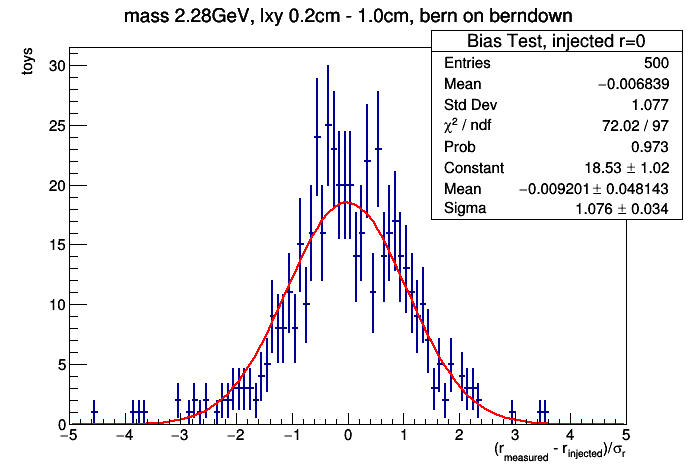 mass 2.28GeV, lxy 0.2cm - 1.0cm, bern on berndown
Bias Test, injected r=0
Entries 500
Mean −0.006839
Std Dev 1.077
χ² / ndf 72.02 / 97
Prob 0.973
Constant 18.53 ± 1.02
Mean −0.009201 ± 0.048143
Sigma 1.076 ± 0.034
toys
30
25
20
15
10
5
0
−5 −4 −3 −2 −1 0 1 2 3 4 5
(r_measured - r_injected)/σ_r